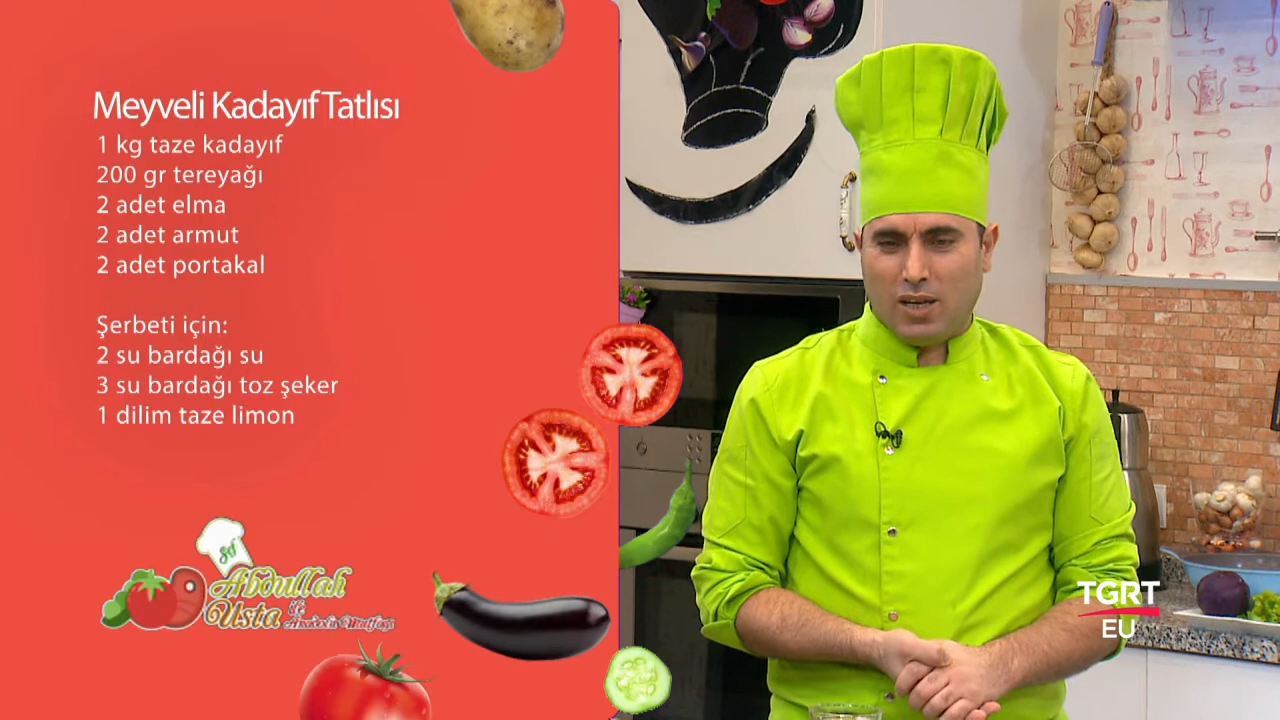 Meyveli Kadayıf Tatlısı
1 kg taze kadayıf
200 gr tereyağı
2 adet elma
2 adet armut
2 adet portakal
Şerbeti için:
2 su bardağı su
3 su bardağı toz şeker
1 dilim taze limon
Abdullah
Usta
TGRT
EU